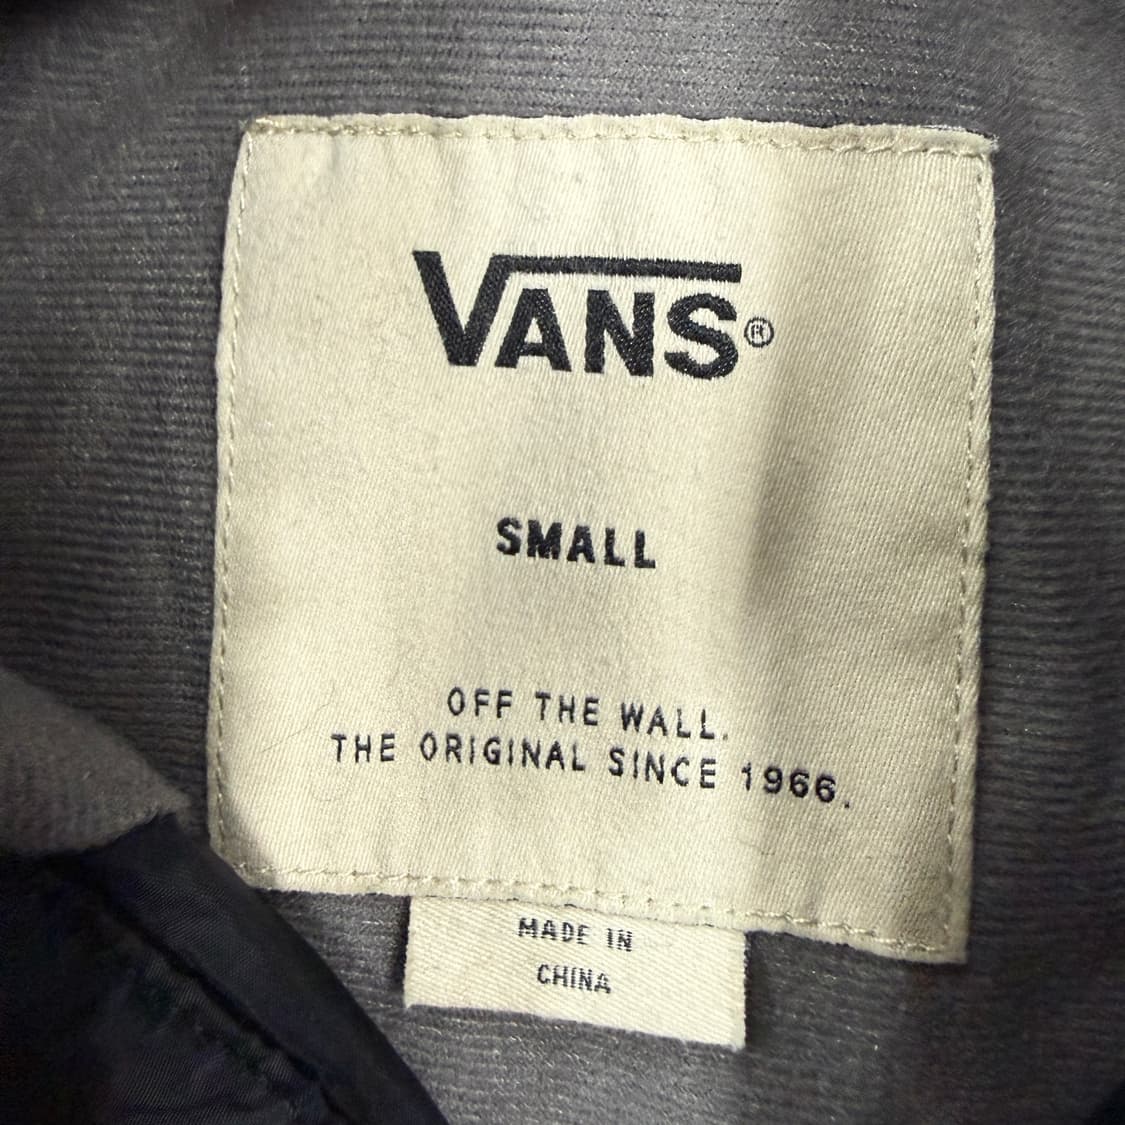 VANS®
SMALL
OFF THE WALL.
THE ORIGINAL SINCE 1966.
MADE IN
CHINA